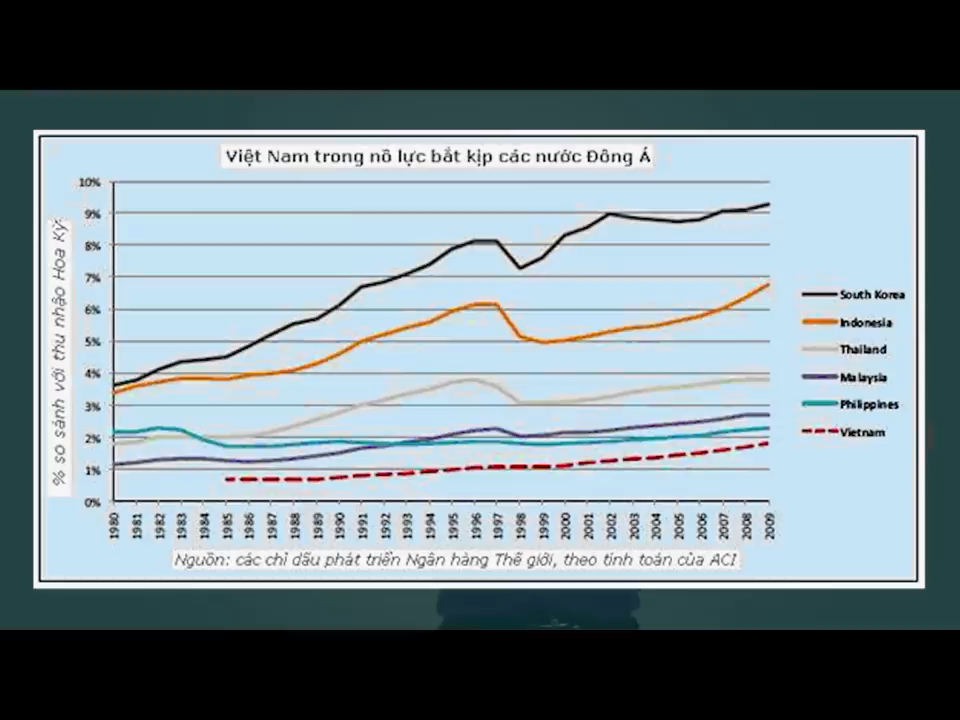 Việt Nam trong nỗ lực bắt kịp các nước Đông Á
% so sánh với thu nhập Hoa Kỳ
10%
9%
8%
7%
6%
5%
4%
3%
2%
1%
0%
1980 1981 1982 1983 1984 1985 1986 1987 1988 1989 1990 1991 1992 1993 1994 1995 1996 1997 1998 1999 2000 2001 2002 2003 2004 2005 2006 2007 2008 2009
South Korea
Indonesia
Thailand
Malaysia
Philippines
Vietnam
Nguồn: các chỉ dấu phát triển Ngân hàng Thế giới, theo tính toán của ACI